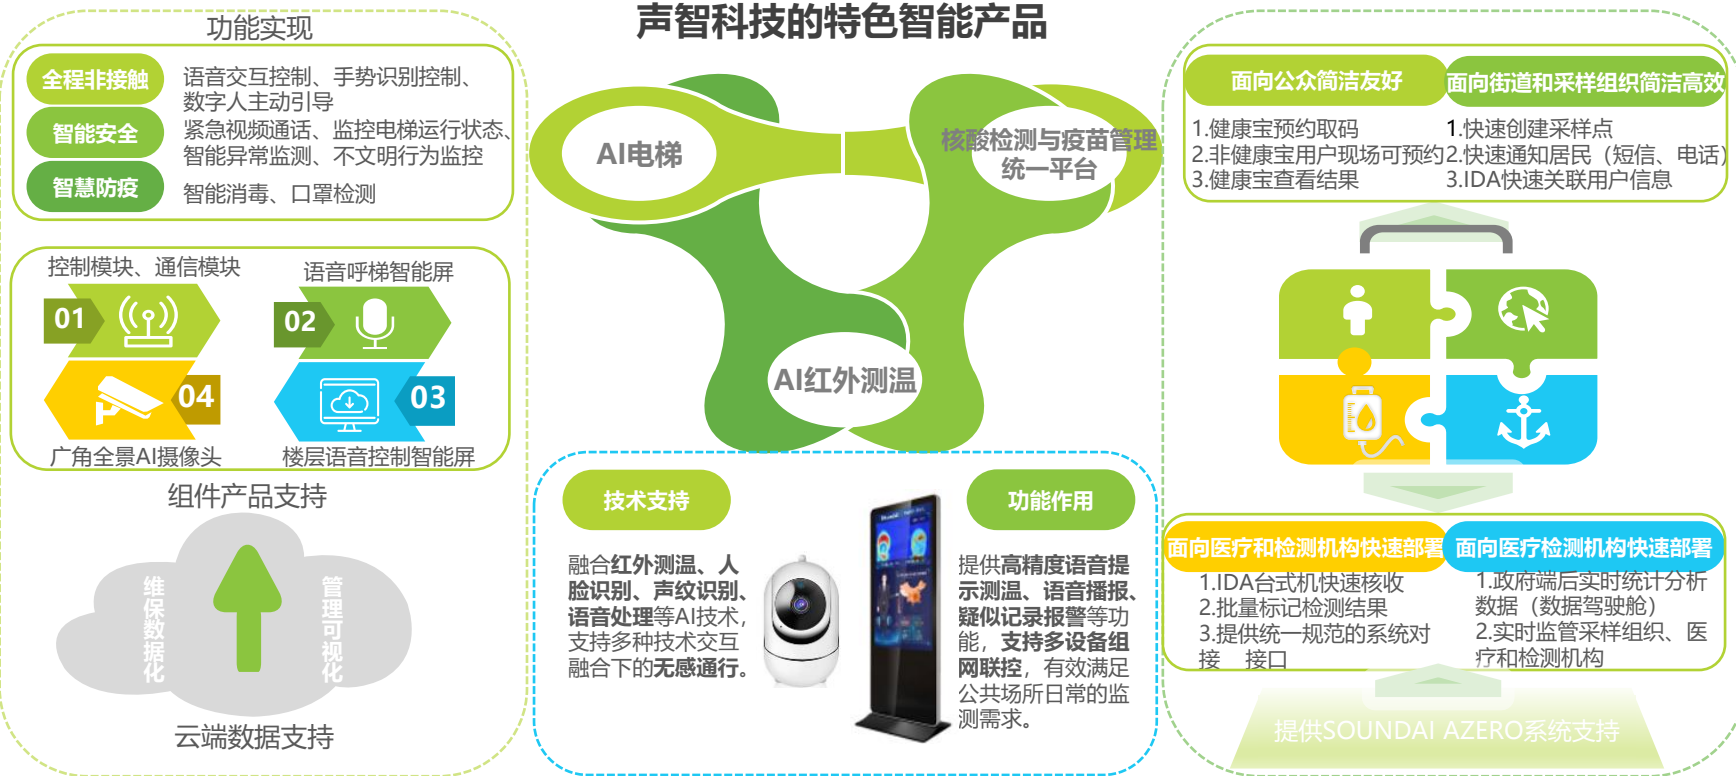 声智科技的特色智能产品
功能实现
全程非接触
语音交互控制、手势识别控制、
数字人主动引导
智能安全
紧急视频通话、监控电梯运行状态、
智能异常监测、不文明行为监控
智慧防疫
智能消毒、口罩检测
控制模块、通信模块
语音呼梯智能屏
01
02
04
03
广角全景AI摄像头
楼层语音控制智能屏
组件产品支持
维保数据化
管理可视化
云端数据支持
AI电梯
核酸检测与疫苗管理
统一平台
AI红外测温
技术支持
融合红外测温、人
脸识别、声纹识别、
语音处理等AI技术，
支持多种技术交互
融合下的无感通行。
功能作用
提供高精度语音提
示测温、语音播报、
疑似记录报警等功
能，支持多设备组
网联控，有效满足
公共场所日常的监
测需求。
面向公众简洁友好
1.健康宝预约取码
2.非健康宝用户现场可预约
3.健康宝查看结果
面向街道和采样组织简洁高效
1.快速创建采样点
2.快速通知居民（短信、电话）
3.IDA快速关联用户信息
面向医疗和检测机构快速部署
1.IDA台式机快速核收
2.批量标记检测结果
3.提供统一规范的系统对
接 接口
面向医疗检测机构快速部署
1.政府端后实时统计分析
数据（数据驾驶舱）
2.实时监管采样组织、医
疗和检测机构
提供SOUNDAI AZERO系统支持